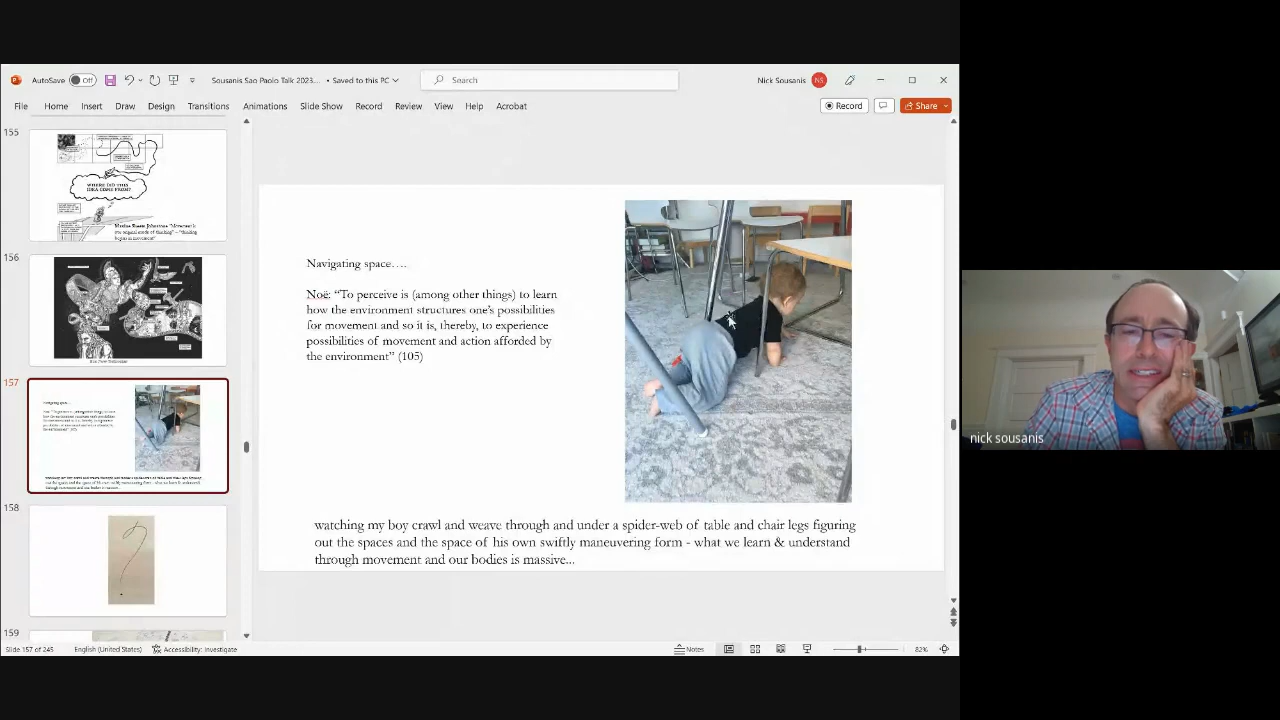 AutoSave Off Sousanis Sao Paolo Talk 2023... • Saved to this PC Search Nick Sousanis NS
File Home Insert Draw Design Transitions Animations Slide Show Record Review View Help Acrobat Record Share
155
WHERE DID THIS
IDEA COME FROM?
156
157
158
159
Navigating space….
Noë: “To perceive is (among other things) to learn
how the environment structures one’s possibilities
for movement and so it is, thereby, to experience
possibilities of movement and action afforded by
the environment” (105)
watching my boy crawl and weave through and under a spider-web of table and chair legs figuring
out the spaces and the space of his own swiftly maneuvering form - what we learn & understand
through movement and our bodies is massive...
nick sousanis
Slide 157 of 245 English (United States) Accessibility: Investigate Notes 82%